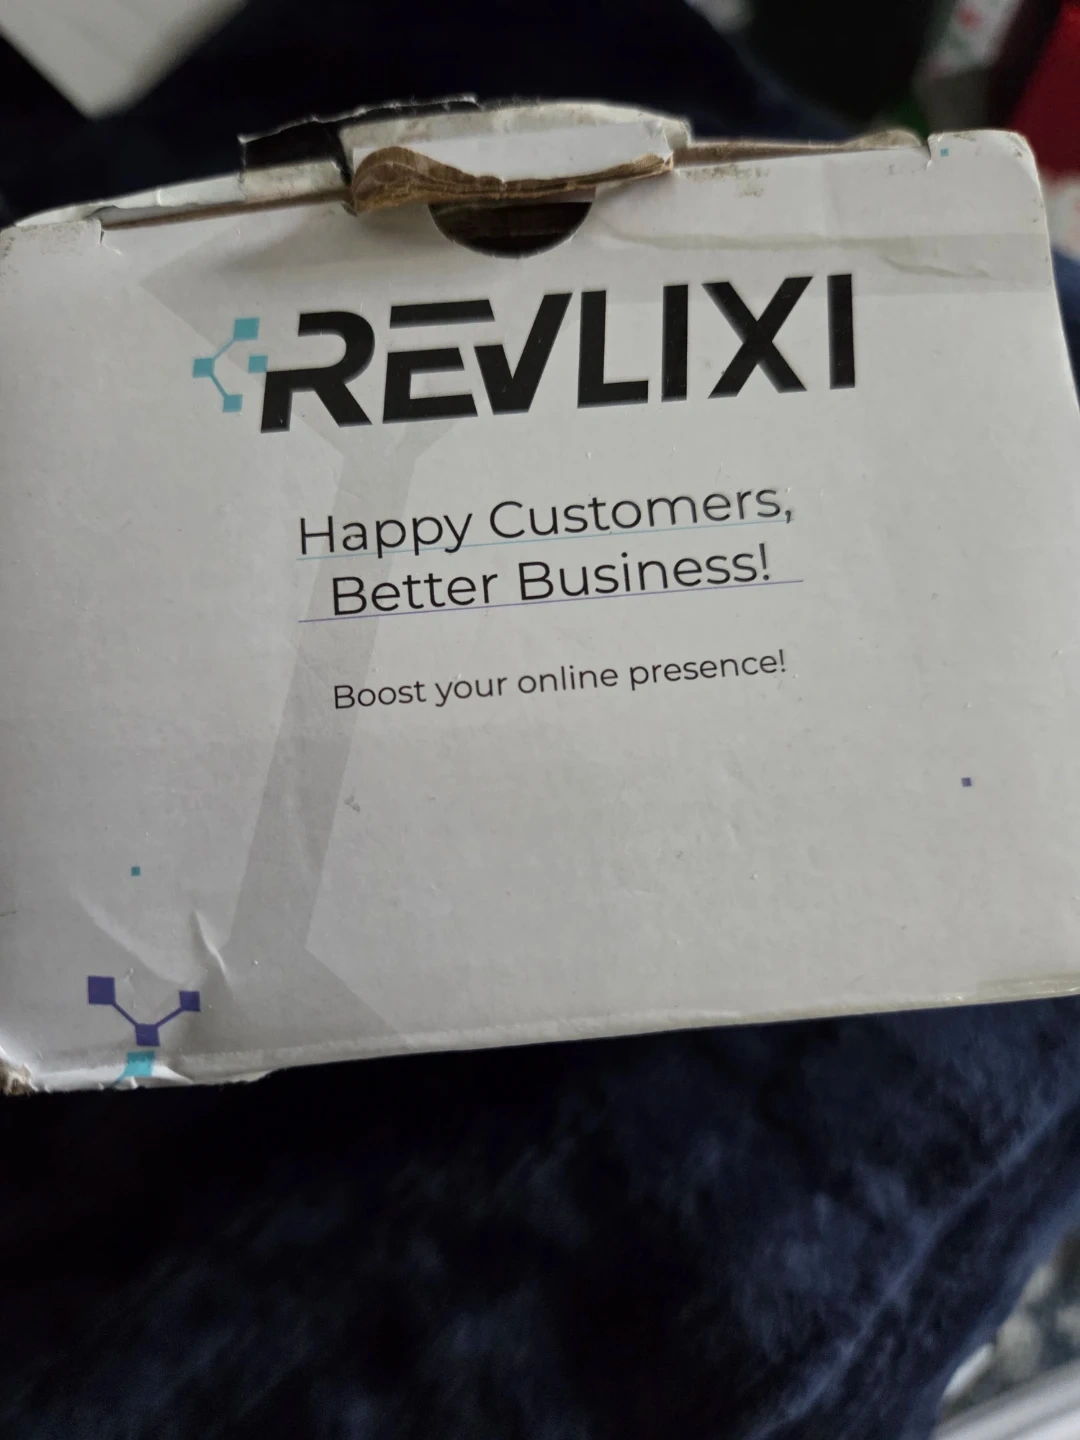 REVLIXI
Happy Customers,
Better Business!
Boost your online presence!